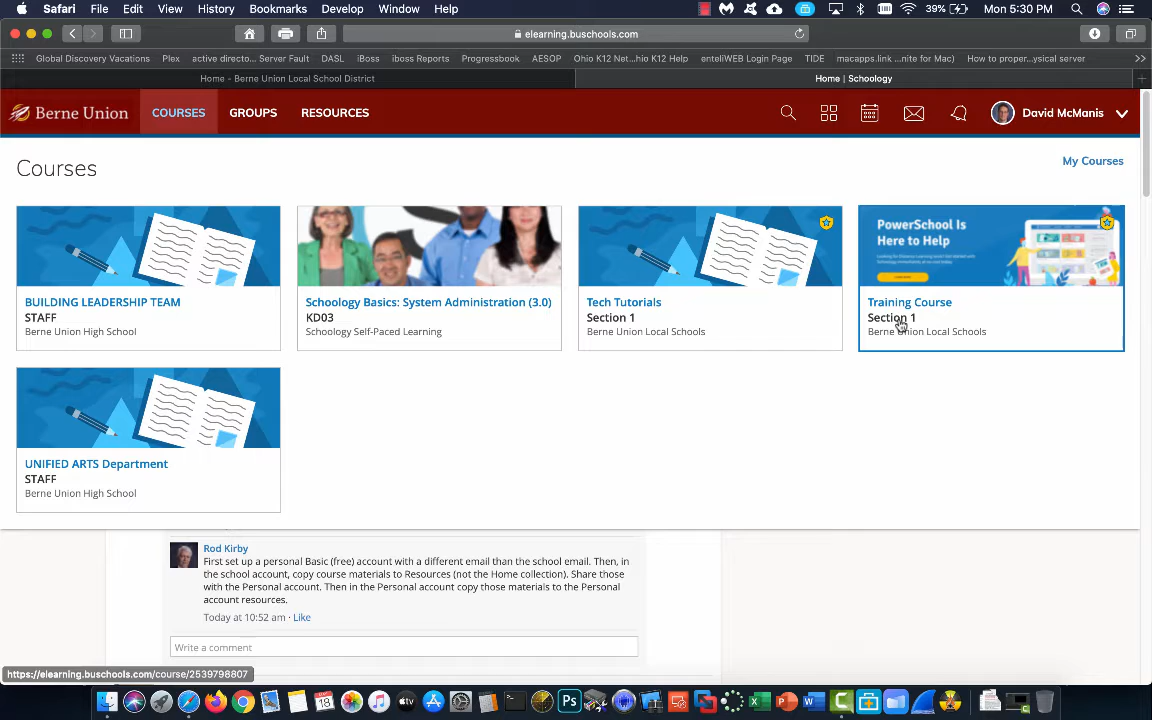 Safari File Edit View History Bookmarks Develop Window Help 39% Mon 5:30 PM
elearning.buschools.com
Global Discovery Vacations Plex active directo... Server Fault DASL iBoss iboss Reports Progressbook AESOP Ohio K12 Net...hio K12 Help enteliWEB Login Page TIDE macapps.link ...nite for Mac) How to proper...ysical server
Home - Berne Union Local School District Home | Schoology
Berne Union COURSES GROUPS RESOURCES David McManis
Courses My Courses
PowerSchool Is
Here to Help
BUILDING LEADERSHIP TEAM
STAFF
Berne Union High School
Schoology Basics: System Administration (3.0)
KD03
Schoology Self-Paced Learning
Tech Tutorials
Section 1
Berne Union Local Schools
Training Course
Section 1
Berne Union Local Schools
UNIFIED ARTS Department
STAFF
Berne Union High School
Rod Kirby
First set up a personal Basic (free) account with a different email than the school email. Then, in
the school account, copy course materials to Resources (not the Home collection). Share those
with the Personal account. Then in the Personal account copy those materials to the Personal
account resources.
Today at 10:52 am · Like
Write a comment
https://elearning.buschools.com/course/2539798807